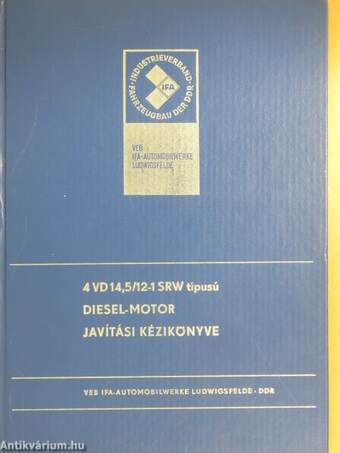 INDUSTRIEVERBAND
FAHRZEUGBAU DER DDR
IFA
VEB
IFA-AUTOMOBILWERKE
LUDWIGSFELDE
4 VD 14,5/12-1 SRW típusú
DIESEL-MOTOR
JAVÍTÁSI KÉZIKÖNYVE
VEB IFA-AUTOMOBILWERKE LUDWIGSFELDE - DDR
Antikvárium.hu